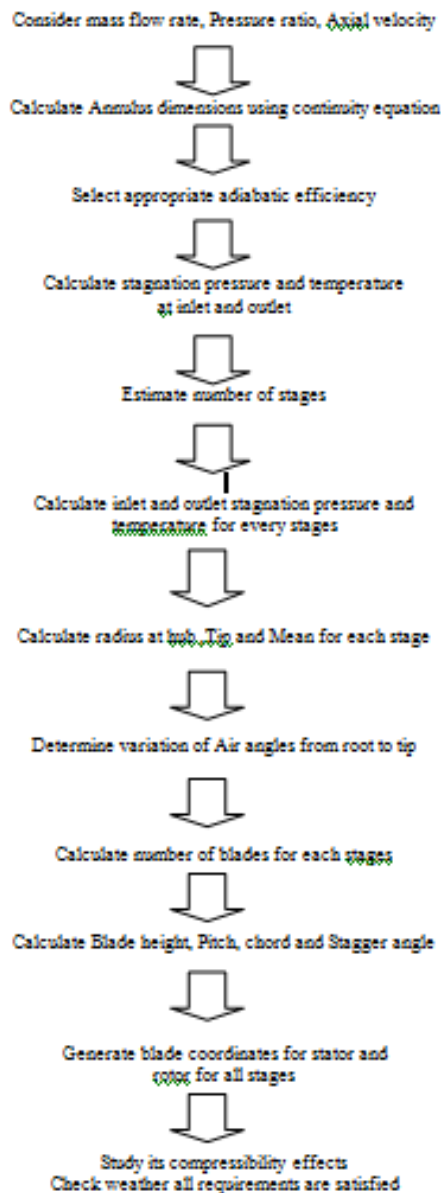 Consider mass flow rate, Pressure ratio, Axial velocity
Calculate Annulus dimensions using continuity equation
Select appropriate adiabatic efficiency
Calculate stagnation pressure and temperature
at inlet and outlet
Estimate number of stages
Calculate inlet and outlet stagnation pressure and
temperature for every stages
Calculate radius at hub ,Tip and Mean for each stage
Determine variation of Air angles from root to tip
Calculate number of blades for each stages
Calculate Blade height, Pitch, chord and Stagger angle
Generate blade coordinates for stator and
rotor for all stages
Study its compressibility effects
Check weather all requirements are satisfied